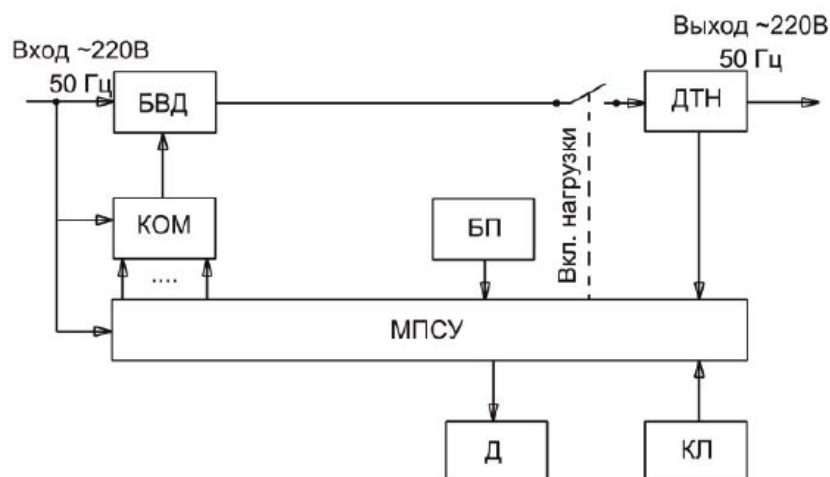 Вход ~220В
50 Гц
Выход ~220В
50 Гц
БВД
ДТН
КОМ
БП
Вкл. нагрузки
....
МПСУ
Д
КЛ